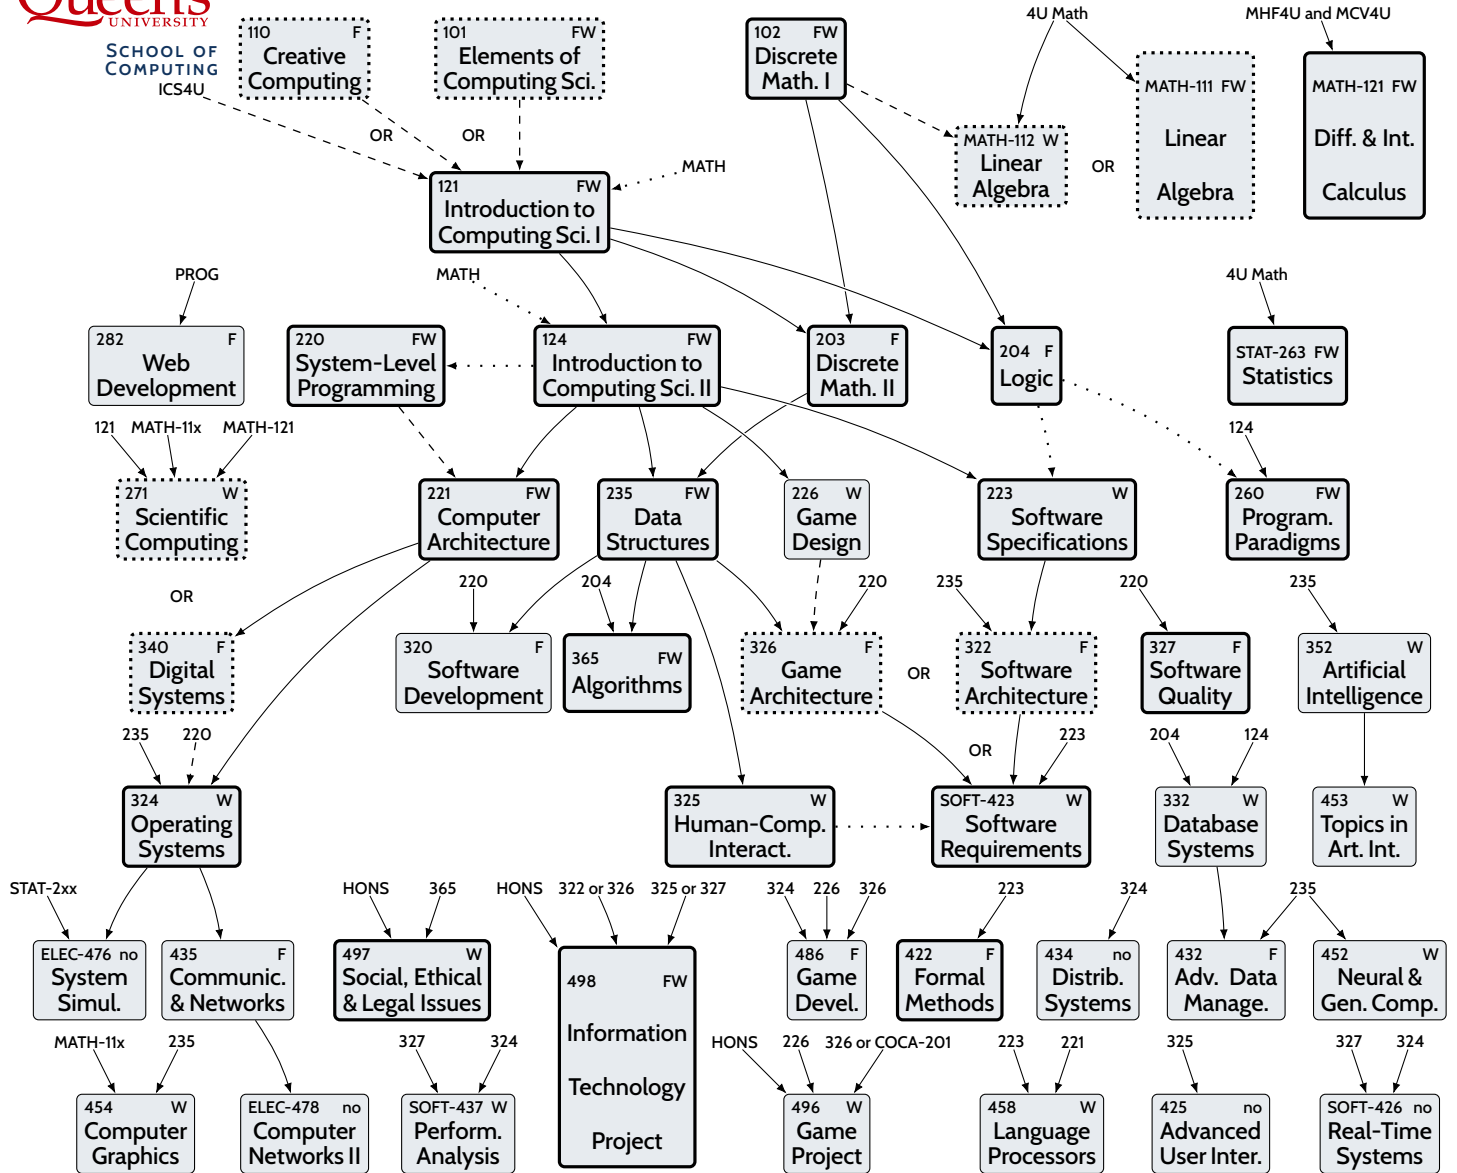 Queen's
UNIVERSITY
SCHOOL OF
COMPUTING
ICS4U
110 F
Creative
Computing
101 FW
Elements of
Computing Sci.
102 FW
Discrete
Math. I
4U Math
MHF4U and MCV4U
MATH-111 FW
Linear
Algebra
MATH-121 FW
Diff. & Int.
Calculus
OR
OR
MATH-112 W
Linear
Algebra
OR
MATH
121 FW
Introduction to
Computing Sci. I
PROG
MATH
4U Math
282 F
Web
Development
220 FW
System-Level
Programming
124 FW
Introduction to
Computing Sci. II
203 F
Discrete
Math. II
204 F
Logic
STAT-263 FW
Statistics
121 MATH-11x MATH-121
124
271 W
Scientific
Computing
221 FW
Computer
Architecture
235 FW
Data
Structures
226 W
Game
Design
223 W
Software
Specifications
260 FW
Program.
Paradigms
OR
220
204
220
235
220
235
340 F
Digital
Systems
320 F
Software
Development
365 FW
Algorithms
326 F
Game
Architecture
OR
322 F
Software
Architecture
327 F
Software
Quality
352 W
Artificial
Intelligence
235 220
OR
223
204 124
324 W
Operating
Systems
325 W
Human-Comp.
Interact.
SOFT-423 W
Software
Requirements
332 W
Database
Systems
453 W
Topics in
Art. Int.
STAT-2xx
HONS 365
HONS 322 or 326 325 or 327
324 226 326
223
324
235
ELEC-476 no
System
Simul.
435 F
Communic.
& Networks
497 W
Social, Ethical
& Legal Issues
498 FW
Information
Technology
Project
486 F
Game
Devel.
422 F
Formal
Methods
434 no
Distrib.
Systems
432 F
Adv. Data
Manage.
452 W
Neural &
Gen. Comp.
MATH-11x 235
327 324
HONS 226 326 or COCA-201
223 221
325
327 324
454 W
Computer
Graphics
ELEC-478 no
Computer
Networks II
SOFT-437 W
Perform.
Analysis
496 W
Game
Project
458 W
Language
Processors
425 no
Advanced
User Inter.
SOFT-426 no
Real-Time
Systems